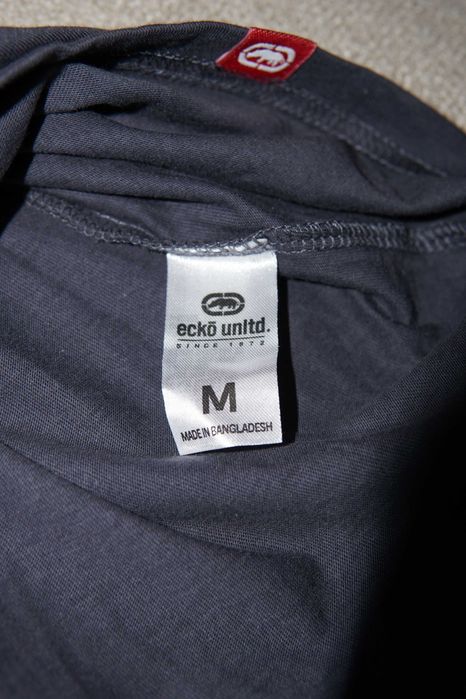 eckō unltd.
SINCE 1972
M
MADE IN BANGLADESH